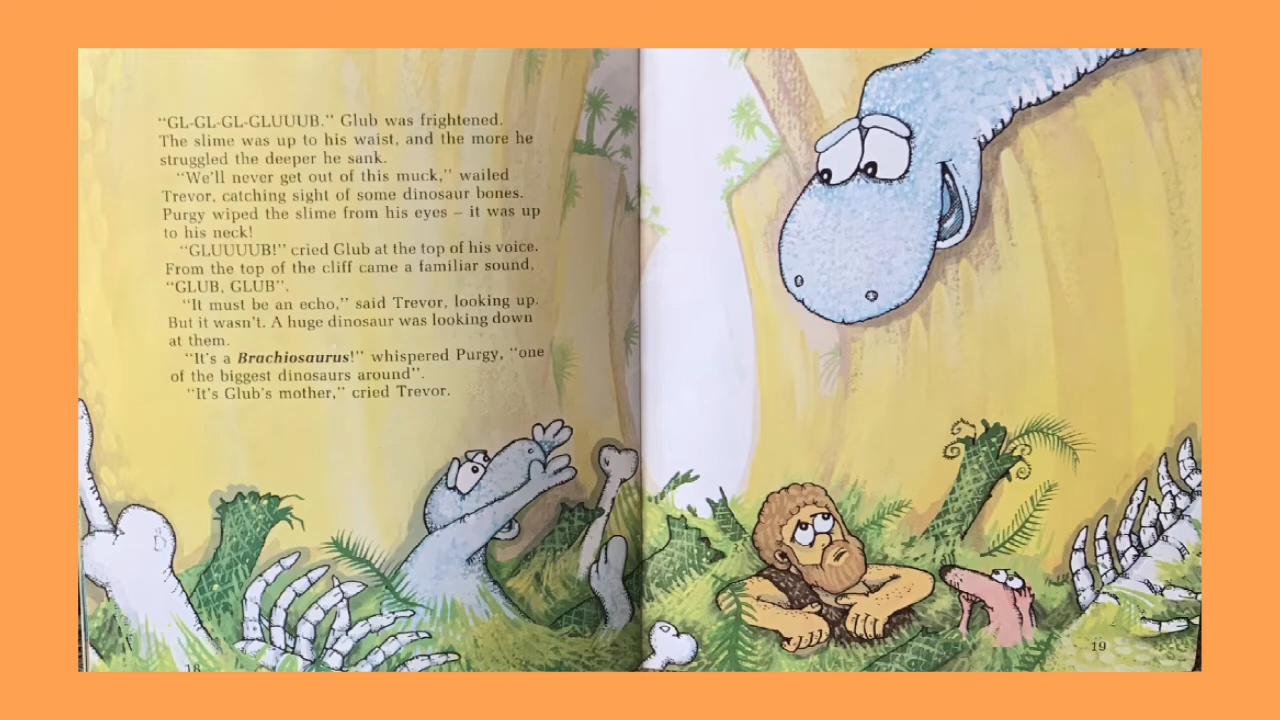 “GL-GL-GL-GLUUUB.” Glub was frightened.
The slime was up to his waist, and the more he
struggled the deeper he sank.
“We'll never get out of this muck,” wailed
Trevor, catching sight of some dinosaur bones.
Purgy wiped the slime from his eyes – it was up
to his neck!
“GLUUUUB!” cried Glub at the top of his voice.
From the top of the cliff came a familiar sound,
“GLUB, GLUB”.
“It must be an echo,” said Trevor, looking up.
But it wasn't. A huge dinosaur was looking down
at them.
“It's a Brachiosaurus!” whispered Purgy, “one
of the biggest dinosaurs around”.
“It's Glub's mother,” cried Trevor.
18
19